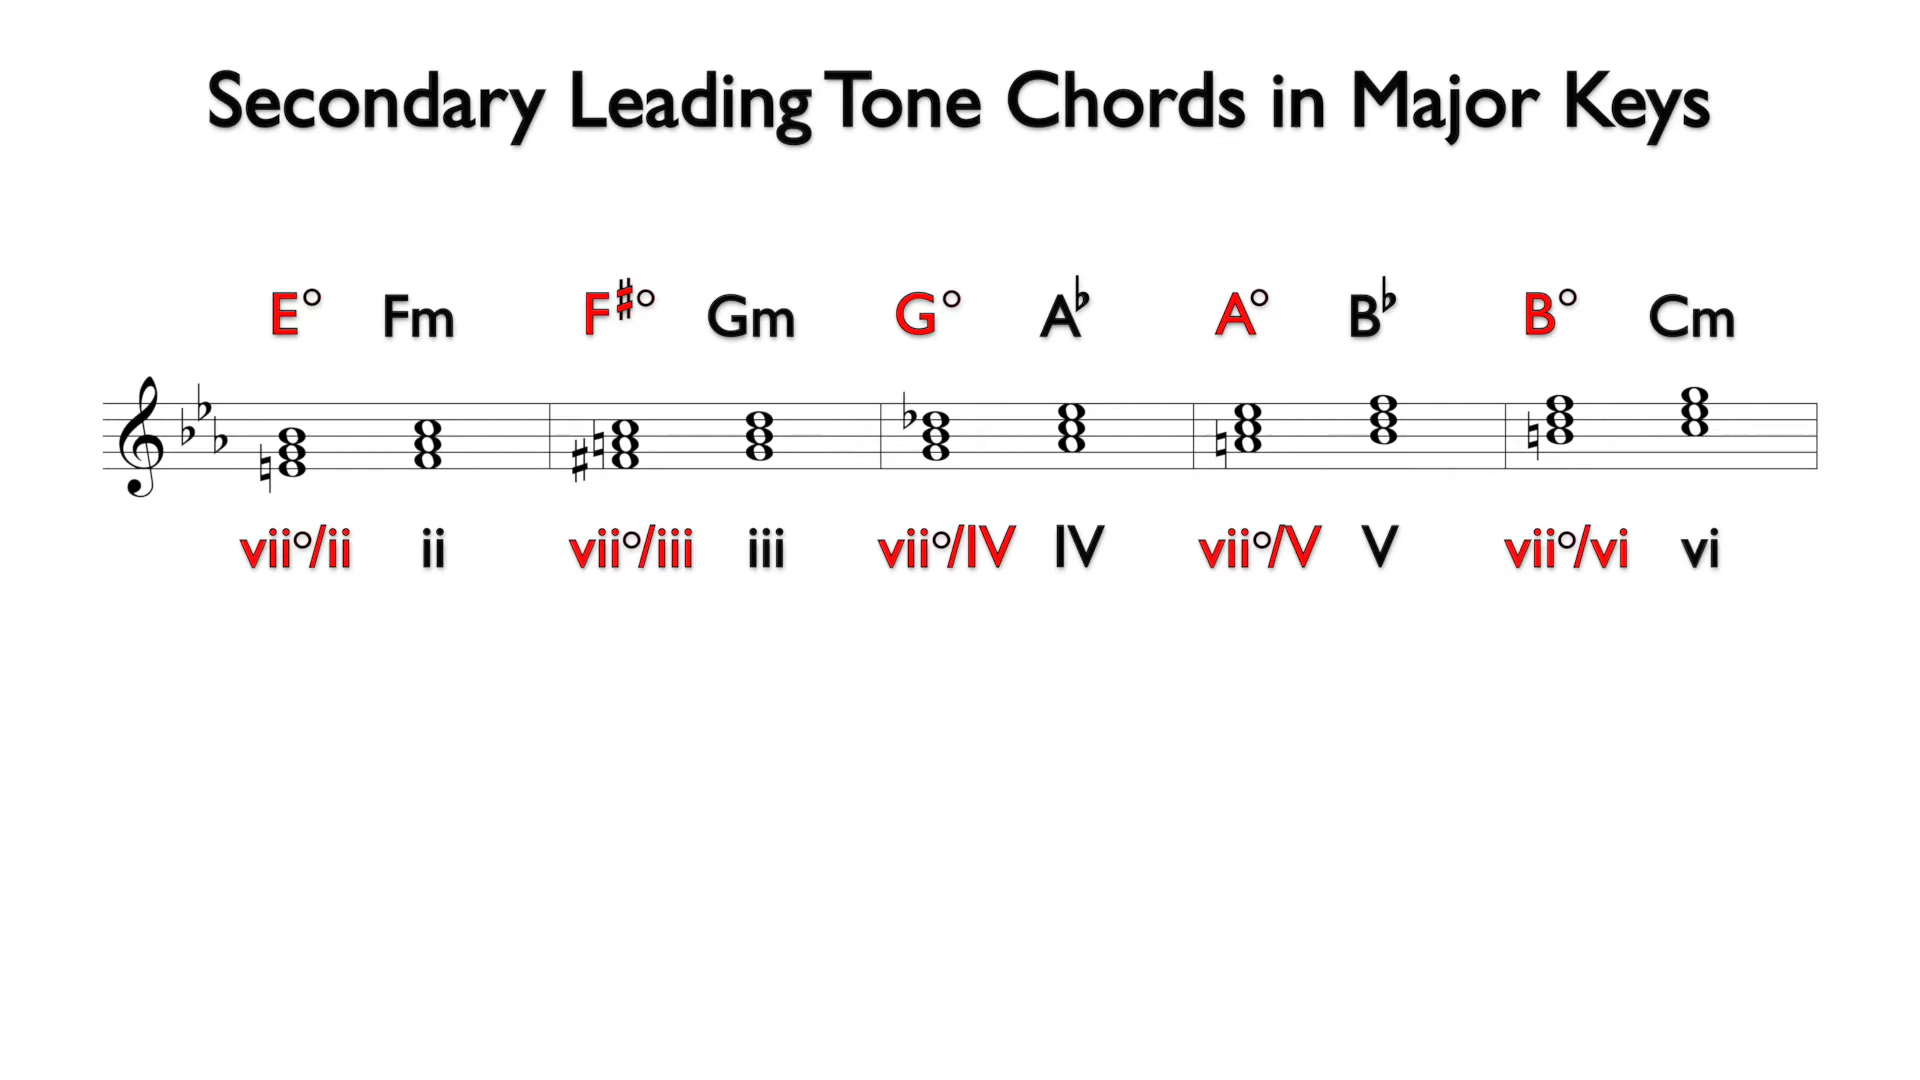 Secondary Leading Tone Chords in Major Keys
E° Fm F♯° Gm G° A♭ A° B♭ B° Cm
vii°/ii ii vii°/iii iii vii°/IV IV vii°/V V vii°/vi vi